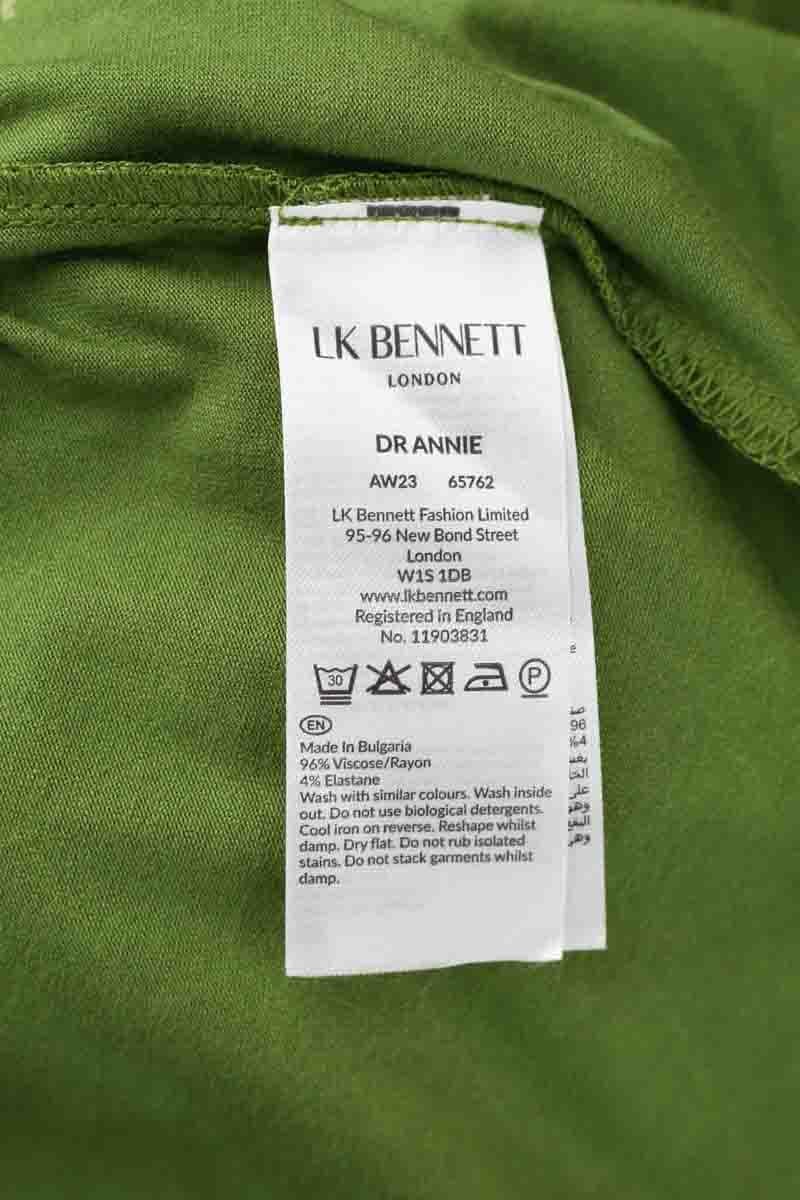 LK BENNETT
LONDON
DR ANNIE
AW23 65762
LK Bennett Fashion Limited
95-96 New Bond Street
London
W1S 1DB
www.lkbennett.com
Registered in England
No. 11903831
30
P
EN
Made In Bulgaria
96% Viscose/Rayon
4% Elastane
Wash with similar colours. Wash inside
out. Do not use biological detergents.
Cool iron on reverse. Reshape whilst
damp. Dry flat. Do not rub isolated
stains. Do not stack garments whilst
damp.
96
%4
على